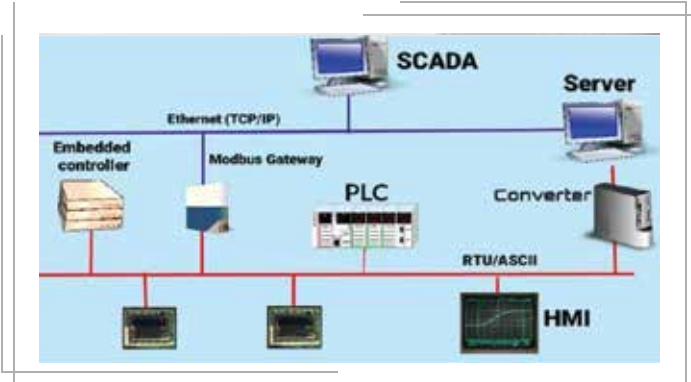 SCADA
Server
Ethernet (TCP/IP)
Embedded
controller
Modbus Gateway
PLC
Converter
RTU/ASCII
HMI